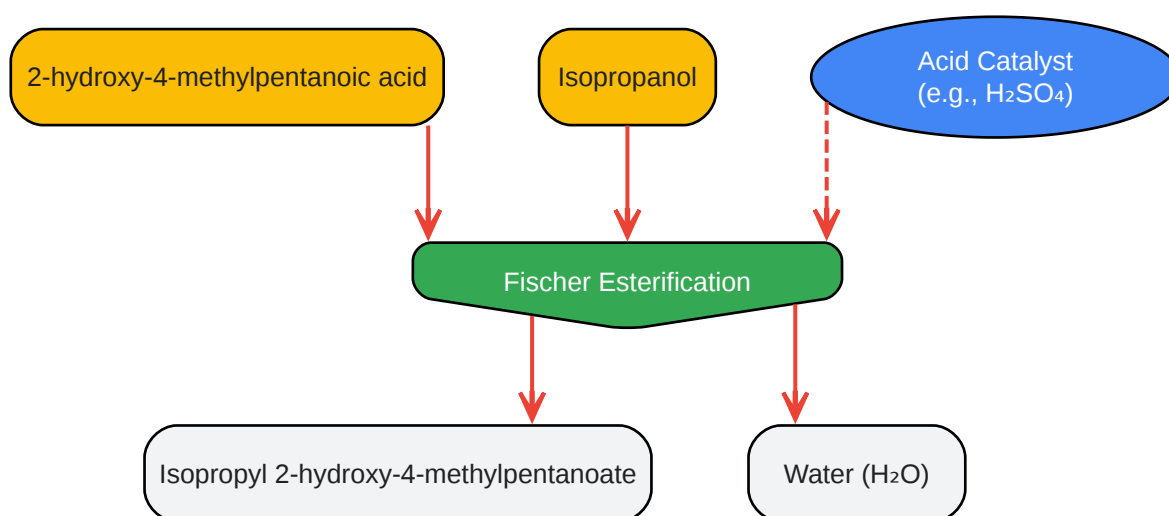 2-hydroxy-4-methylpentanoic acid
Isopropanol
Acid Catalyst
(e.g., H₂SO₄)
Fischer Esterification
Isopropyl 2-hydroxy-4-methylpentanoate
Water (H₂O)